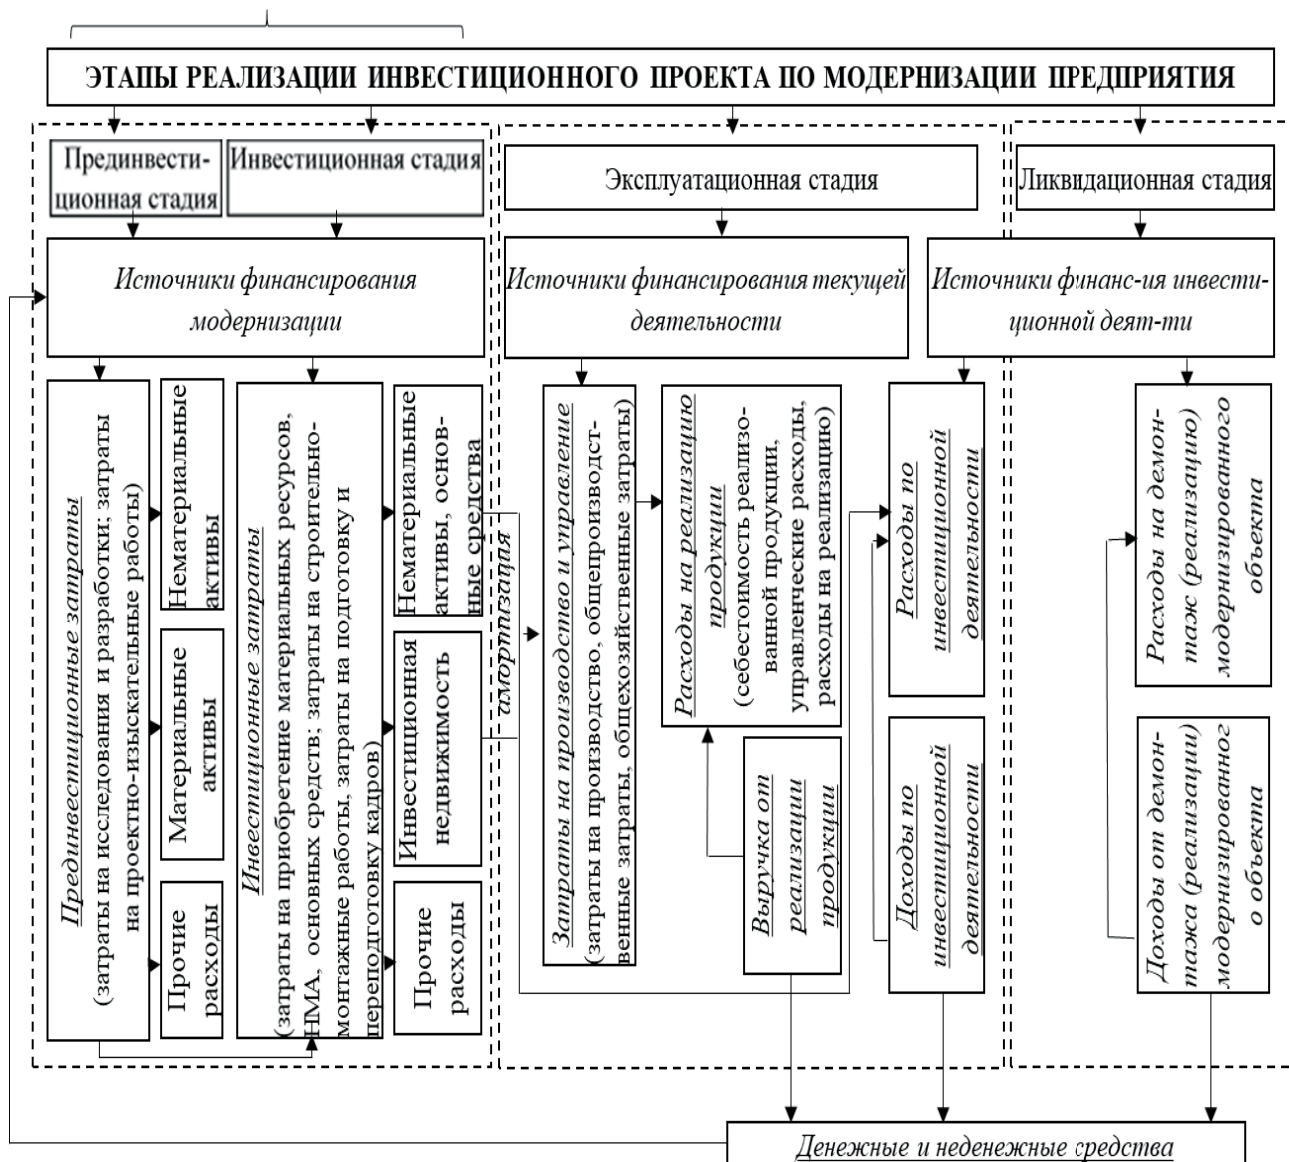 ЭТАПЫ РЕАЛИЗАЦИИ ИНВЕСТИЦИОННОГО ПРОЕКТА ПО МОДЕРНИЗАЦИИ ПРЕДПРИЯТИЯ
Прединвести-
ционная стадия
Инвестиционная стадия
Эксплуатационная стадия
Ликвидационная стадия
Источники финансирования
модернизации
Источники финансирования текущей
деятельности
Источники финанс-ия инвести-
ционной деят-ти
Прединвестиционные затраты
(затраты на исследования и разработки; затраты
на проектно-изыскательные работы)
Нематериальные
активы
Материальные
активы
Прочие
расходы
Инвестиционные затраты
(затраты на приобретение материальных ресурсов,
НМА, основных средств; затраты на строительно-
монтажные работы, затраты на подготовку и
переподготовку кадров)
Нематериальные
активы, основ-
ные средства
Инвестиционная
недвижимость
Прочие
расходы
амортизация
Затраты на производство и управление
(затраты на производство, общепроизводст-
венные затраты, общехозяйственные затраты)
Расходы на реализацию
продукции
(себестоимость реализо-
ванной продукции,
управленческие расходы,
расходы на реализацию)
Выручка от
реализации
продукции
Расходы по
инвестиционной
деятельности
Доходы по
инвестиционной
деятельности
Расходы на демон-
таж (реализацию)
модернизированного
объекта
Доходы от демон-
тажа (реализации)
модернизированног
о объекта
Денежные и неденежные средства